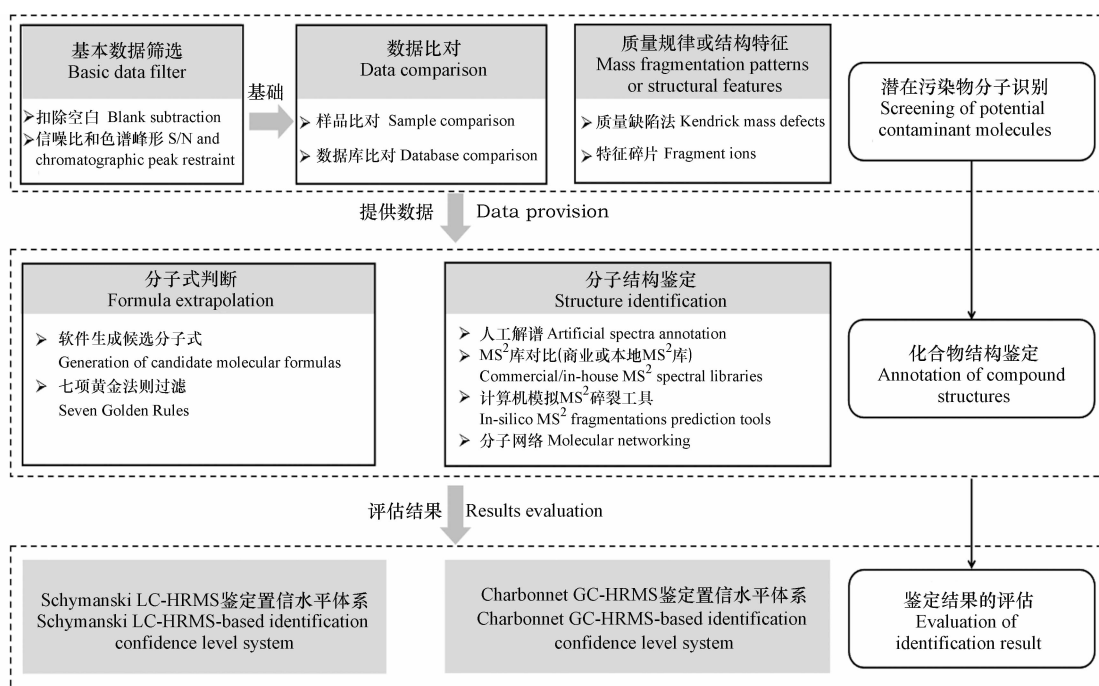 基本数据筛选
Basic data filter
➢扣除空白 Blank subtraction
➢信噪比和色谱峰形 S/N and
chromatographic peak restraint
基础
数据比对
Data comparison
➢ 样品比对 Sample comparison
➢ 数据库比对 Database comparison
质量规律或结构特征
Mass fragmentation patterns
or structural features
➢ 质量缺陷法 Kendrick mass defects
➢ 特征碎片 Fragment ions
潜在污染物分子识别
Screening of potential
contaminant molecules
提供数据 Data provision
分子式判断
Formula extrapolation
➢ 软件生成候选分子式
Generation of candidate molecular formulas
➢ 七项黄金法则过滤
Seven Golden Rules
分子结构鉴定
Structure identification
➢ 人工解谱 Artificial spectra annotation
➢ MS²库对比(商业或本地MS²库)
Commercial/in-house MS² spectral libraries
➢ 计算机模拟MS²碎裂工具
In-silico MS² fragmentations prediction tools
➢ 分子网络 Molecular networking
化合物结构鉴定
Annotation of compound
structures
评估结果 Results evaluation
Schymanski LC-HRMS鉴定置信水平体系
Schymanski LC-HRMS-based identification
confidence level system
Charbonnet GC-HRMS鉴定置信水平体系
Charbonnet GC-HRMS-based identification
confidence level system
鉴定结果的评估
Evaluation of
identification result